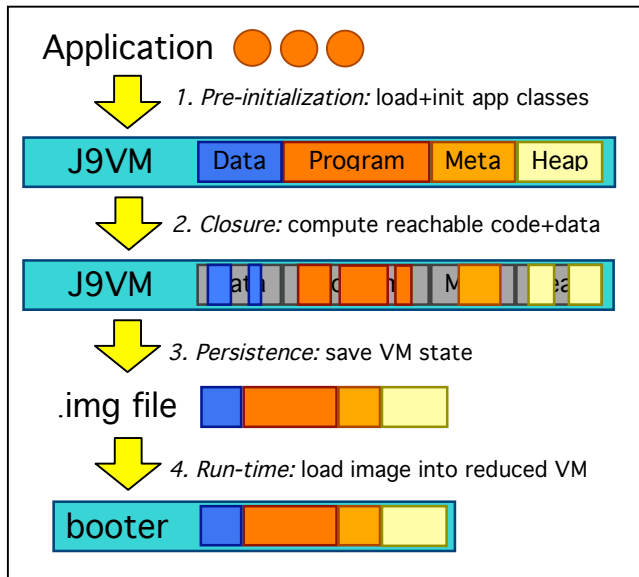 Application
1. Pre-initialization: load+init app classes
J9VM Data Program Meta Heap
2. Closure: compute reachable code+data
J9VM
3. Persistence: save VM state
.img file
4. Run-time: load image into reduced VM
booter